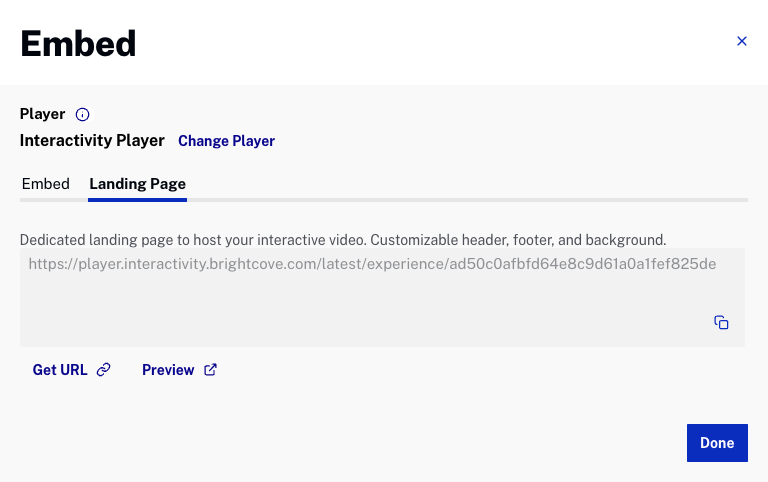 Embed
Player
Interactivity Player Change Player
Embed Landing Page
Dedicated landing page to host your interactive video. Customizable header, footer, and background.
https://player.interactivity.brightcove.com/latest/experience/ad50c0afbfd64e8c9d61a0a1fef825de
Get URL Preview
Done